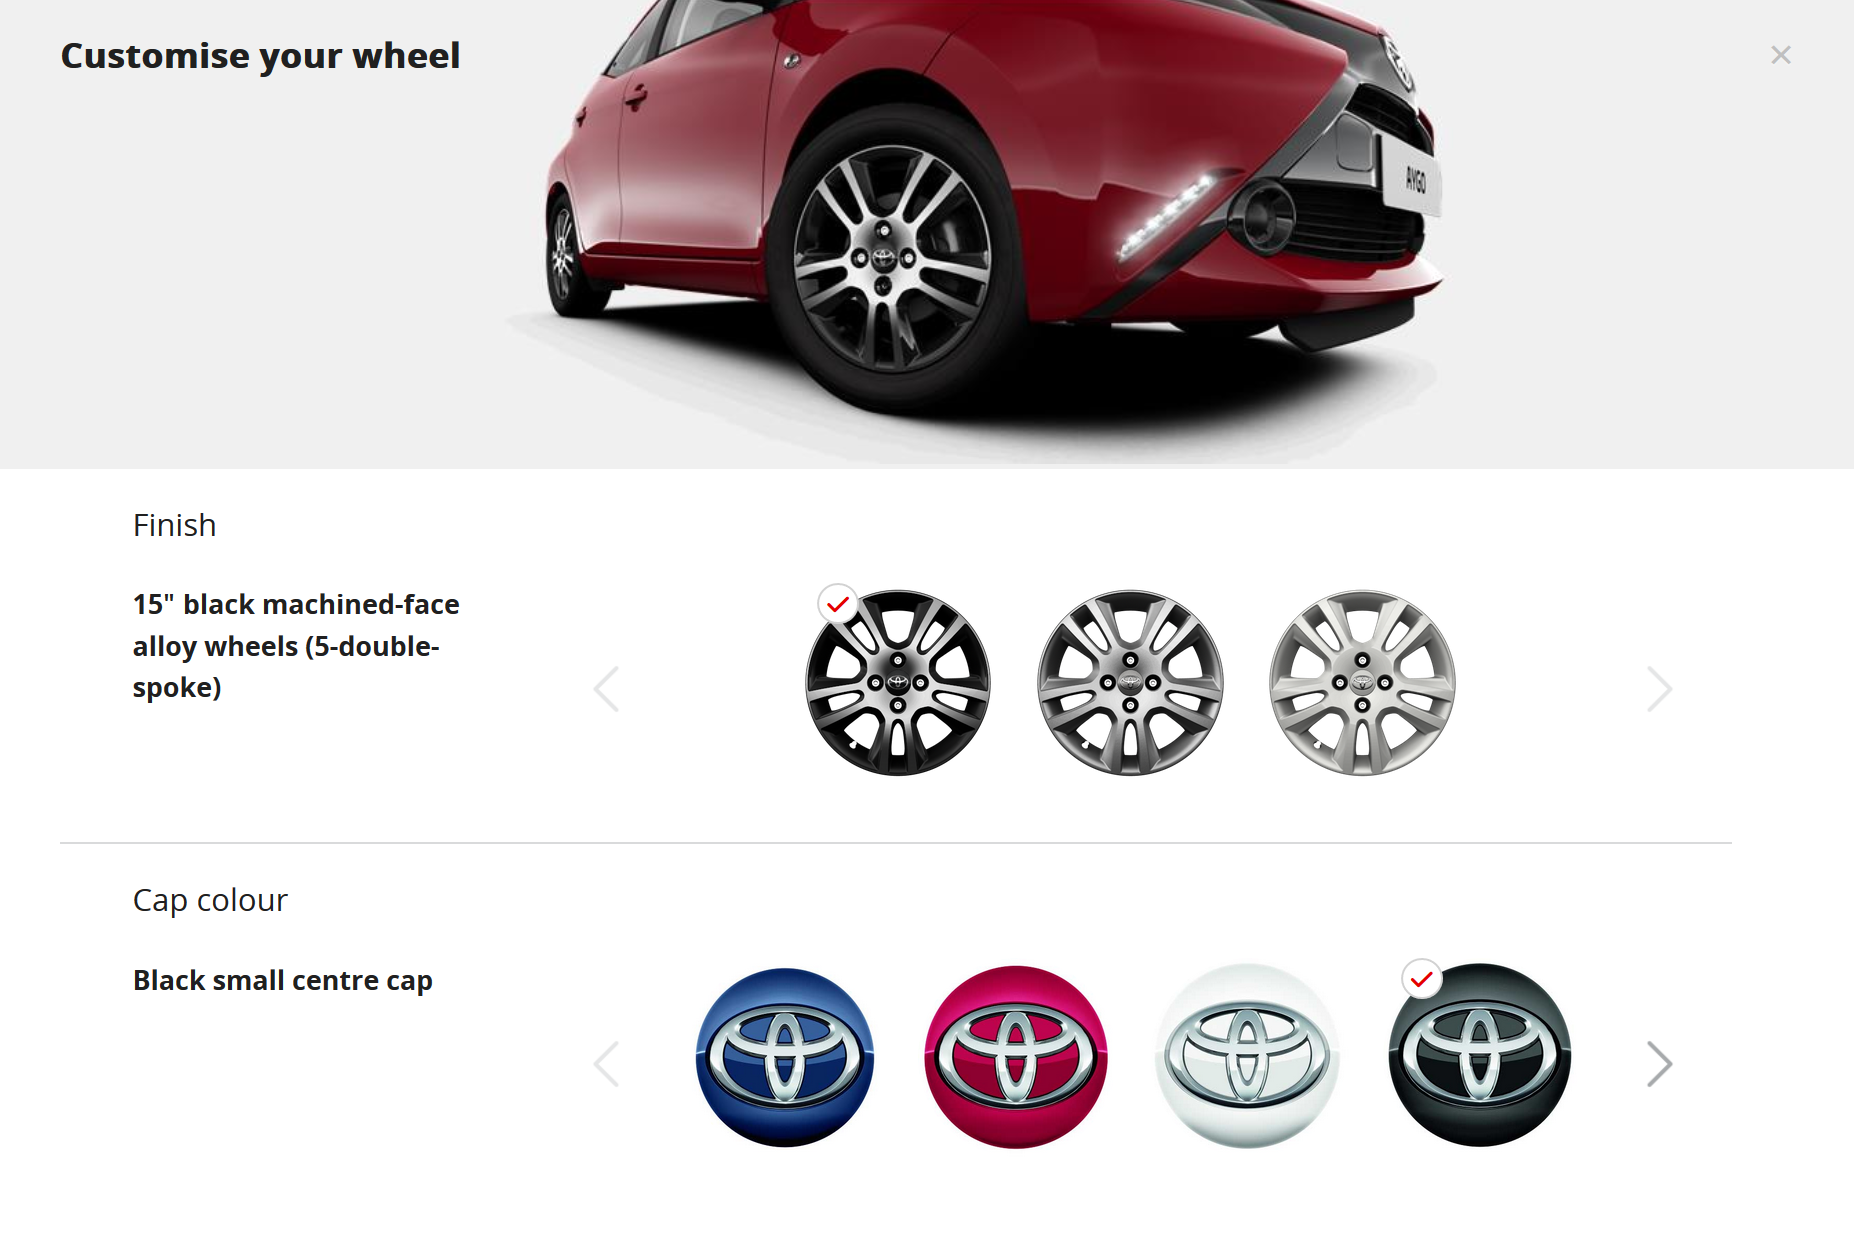 Customise your wheel
AYGO
Finish
15" black machined-face
alloy wheels (5-double-
spoke)
Cap colour
Black small centre cap